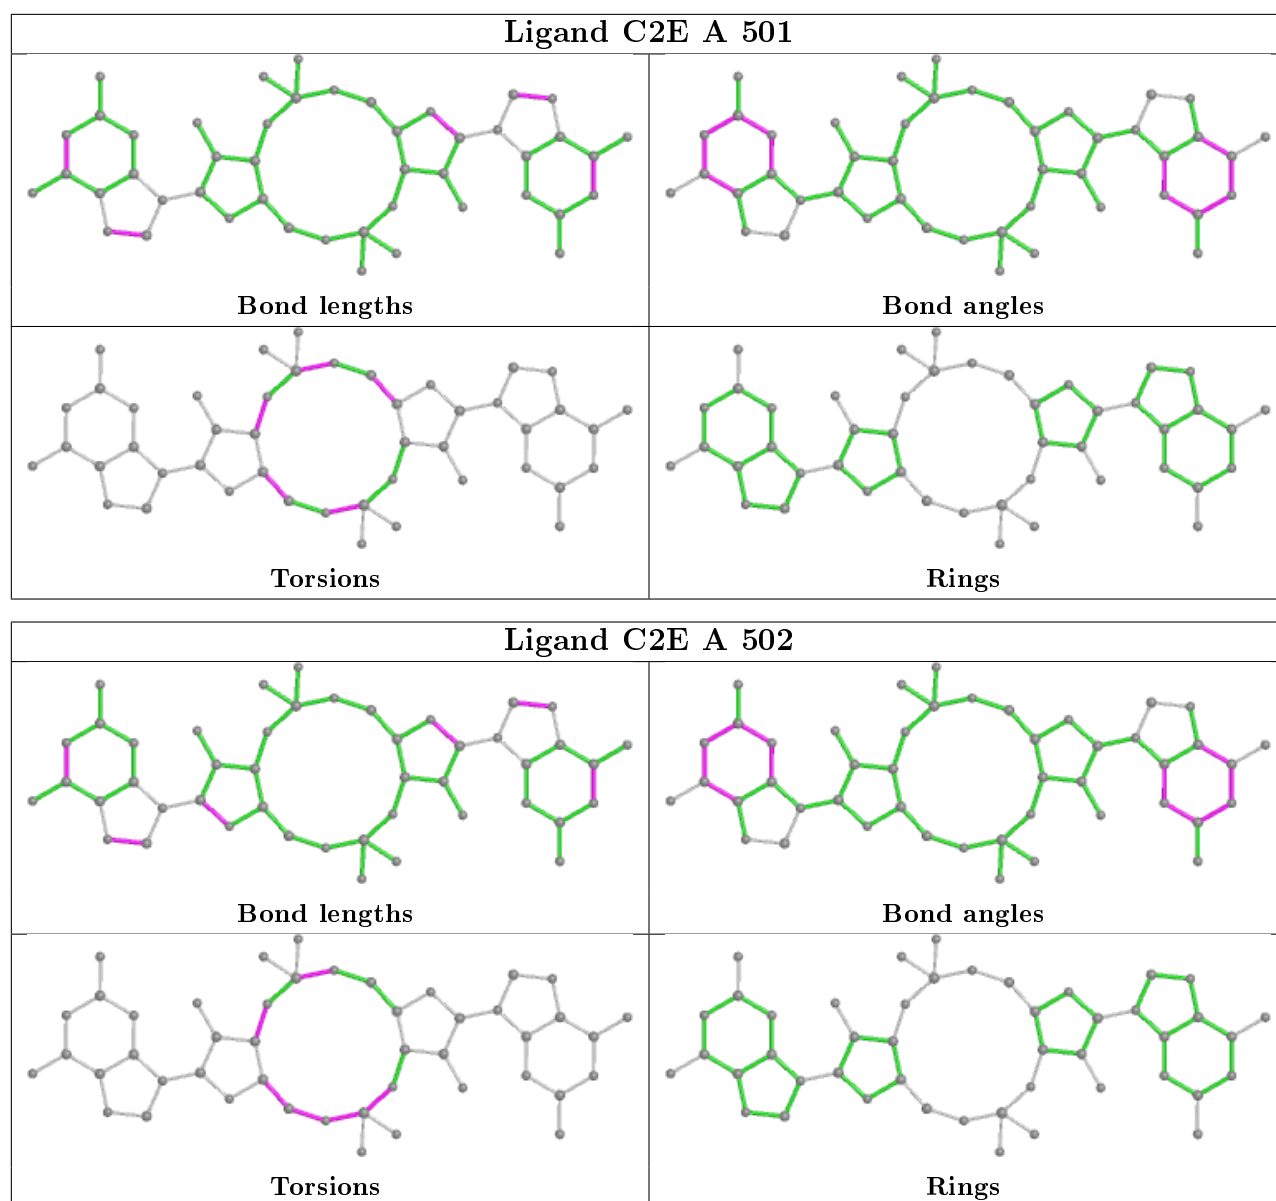 Ligand C2E A 501
Bond lengths
Bond angles
Torsions
Rings
Ligand C2E A 502
Bond lengths
Bond angles
Torsions
Rings